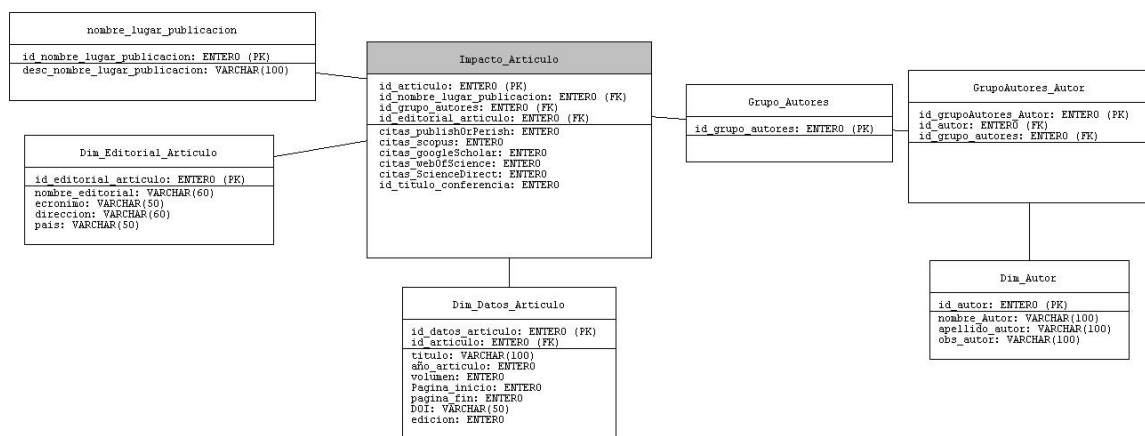 nombre_lugar_publicacion
id_nombre_lugar_publicacion: ENTERO (PK)
desc_nombre_lugar_publicacion: VARCHAR(100)
Dim_Editorial_Articulo
id_editorial_articulo: ENTERO (PK)
nombre_editorial: VARCHAR(60)
ecronimo: VARCHAR(50)
direccion: VARCHAR(60)
pais: VARCHAR(50)
Impacto_Articulo
id_articulo: ENTERO (PK)
id_nombre_lugar_publicacion: ENTERO (FK)
id_grupo_autores: ENTERO (FK)
id_editorial_articulo: ENTERO (FK)
citas_publishOrPerish: ENTERO
citas_scopus: ENTERO
citas_googleScholar: ENTERO
citas_webOfScience: ENTERO
citas_ScienceDirect: ENTERO
id_titulo_conferencia: ENTERO
Dim_Datos_Articulo
id_datos_articulo: ENTERO (PK)
id_articulo: ENTERO (FK)
titulo: VARCHAR(100)
año_articulo: ENTERO
volumen: ENTERO
Pagina_inicio: ENTERO
pagina_fin: ENTERO
DOI: VARCHAR(50)
edicion: ENTERO
Grupo_Autores
id_grupo_autores: ENTERO (PK)
GrupoAutores_Autor
id_grupoAutores_Autor: ENTERO (PK)
id_autor: ENTERO (FK)
id_grupo_autores: ENTERO (FK)
Dim_Autor
id_autor: ENTERO (PK)
nombre_Autor: VARCHAR(100)
apellido_autor: VARCHAR(100)
obs_autor: VARCHAR(100)